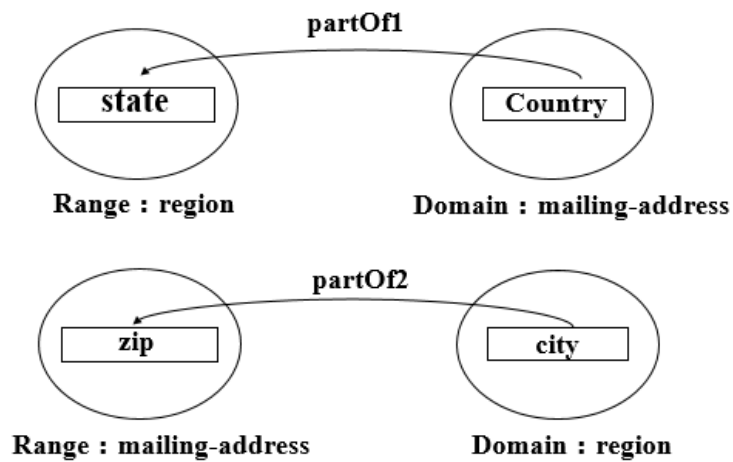 partOf1
state
Country
Range : region
Domain : mailing-address
partOf2
zip
city
Range : mailing-address
Domain : region